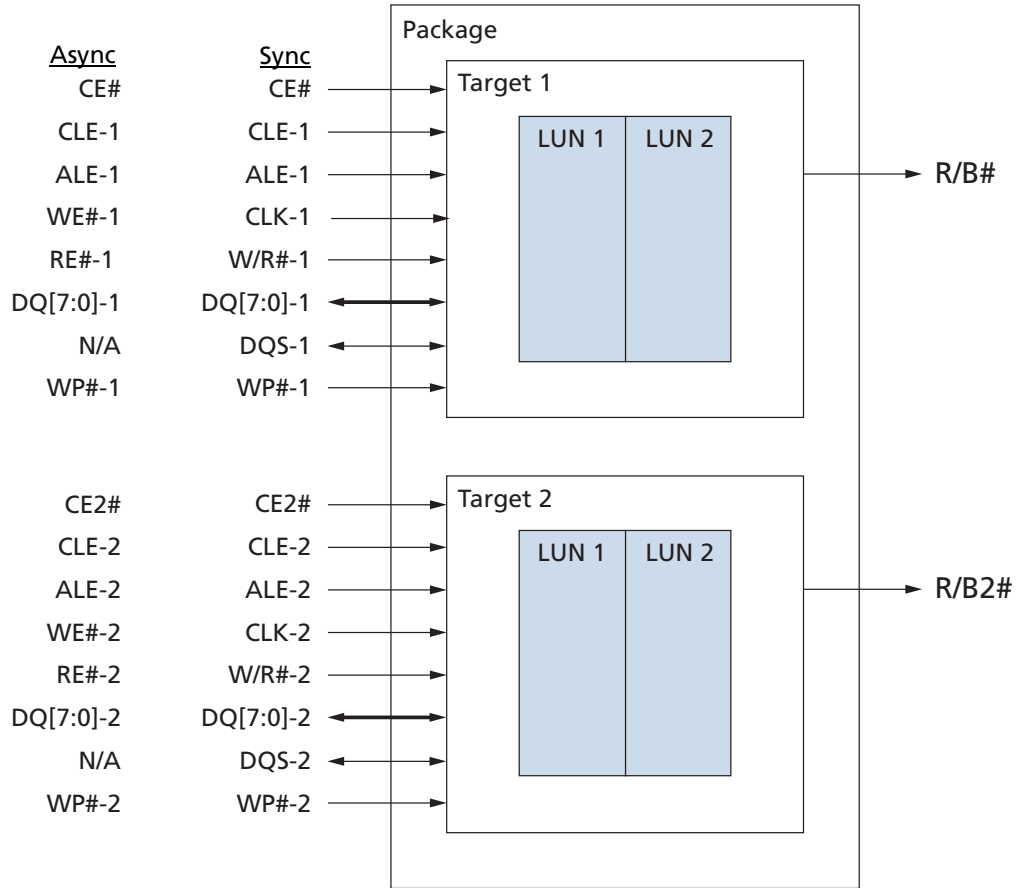 Package
Async Sync
CE# CE# Target 1
CLE-1 CLE-1 LUN 1 LUN 2
ALE-1 ALE-1 R/B#
WE#-1 CLK-1
RE#-1 W/R#-1
DQ[7:0]-1 DQ[7:0]-1
N/A DQS-1
WP#-1 WP#-1
CE2# CE2# Target 2
CLE-2 CLE-2 LUN 1 LUN 2
ALE-2 ALE-2 R/B2#
WE#-2 CLK-2
RE#-2 W/R#-2
DQ[7:0]-2 DQ[7:0]-2
N/A DQS-2
WP#-2 WP#-2